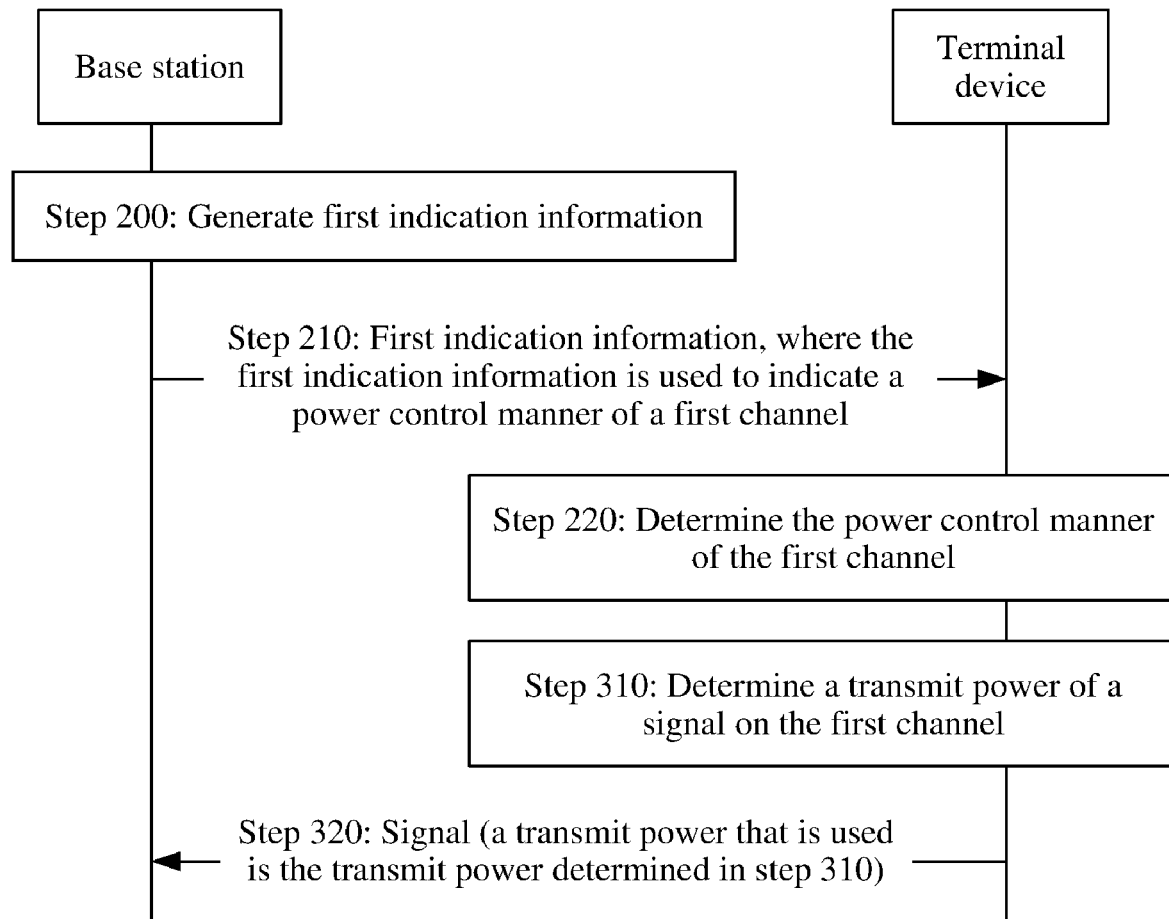 Base station
Terminal
device
Step 200: Generate first indication information
Step 210: First indication information, where the
first indication information is used to indicate a
power control manner of a first channel
Step 220: Determine the power control manner
of the first channel
Step 310: Determine a transmit power of a
signal on the first channel
Step 320: Signal (a transmit power that is used
is the transmit power determined in step 310)